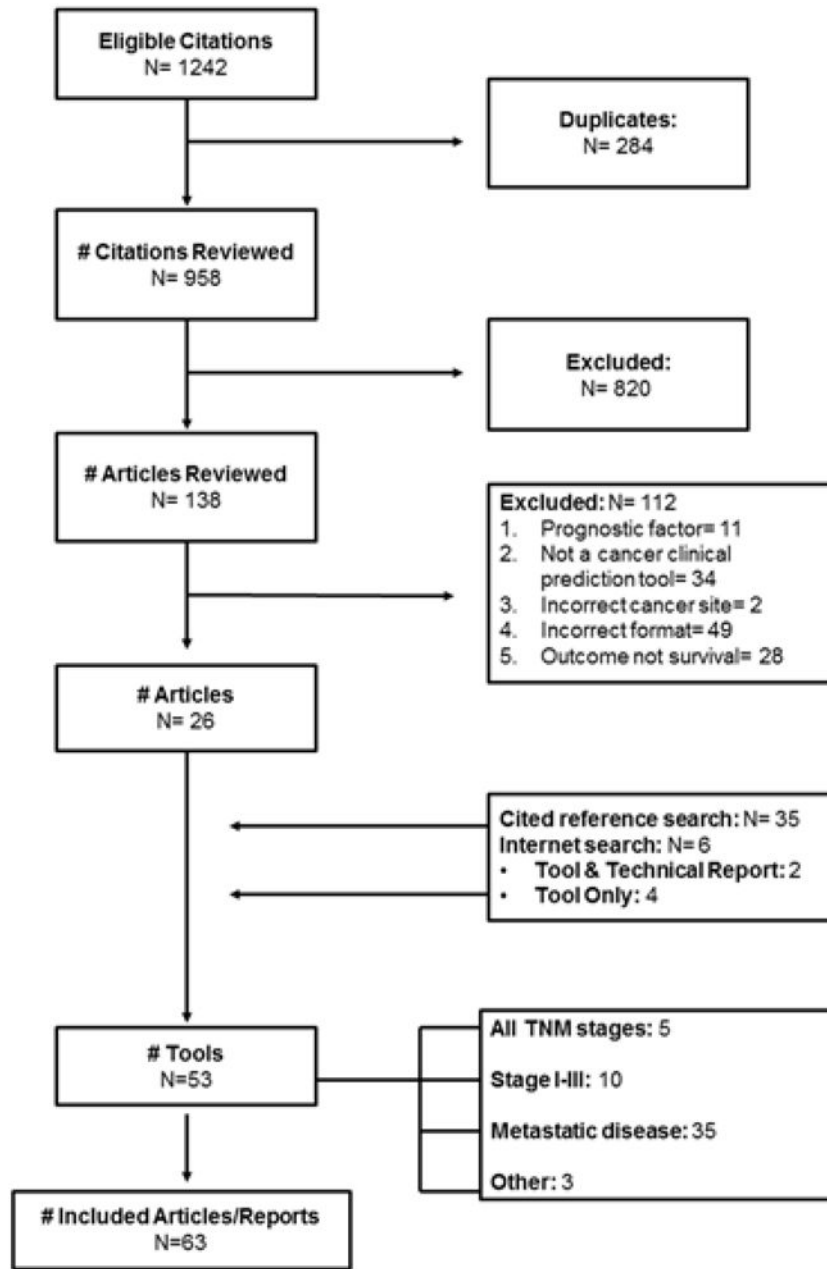 Eligible Citations
N= 1242
Duplicates:
N= 284
# Citations Reviewed
N= 958
Excluded:
N= 820
# Articles Reviewed
N= 138
Excluded: N= 112
1. Prognostic factor= 11
2. Not a cancer clinical
prediction tool= 34
3. Incorrect cancer site= 2
4. Incorrect format= 49
5. Outcome not survival= 28
# Articles
N= 26
Cited reference search: N= 35
Internet search: N= 6
• Tool & Technical Report: 2
• Tool Only: 4
# Tools
N=53
All TNM stages: 5
Stage I-III: 10
Metastatic disease: 35
Other: 3
# Included Articles/Reports
N=63